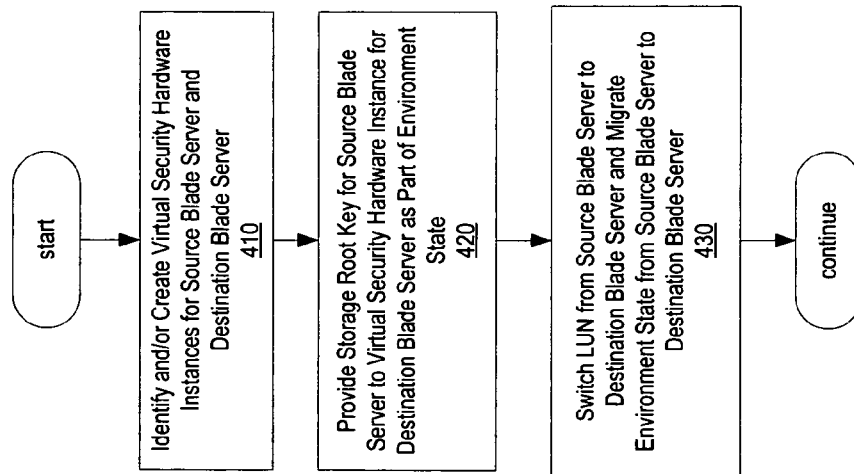 start
Identify and/or Create Virtual Security Hardware
Instances for Source Blade Server and
Destination Blade Server
410
Provide Storage Root Key for Source Blade
Server to Virtual Security Hardware Instance for
Destination Blade Server as Part of Environment
State
420
Switch LUN from Source Blade Server to
Destination Blade Server and Migrate
Environment State from Source Blade Server to
Destination Blade Server
430
continue